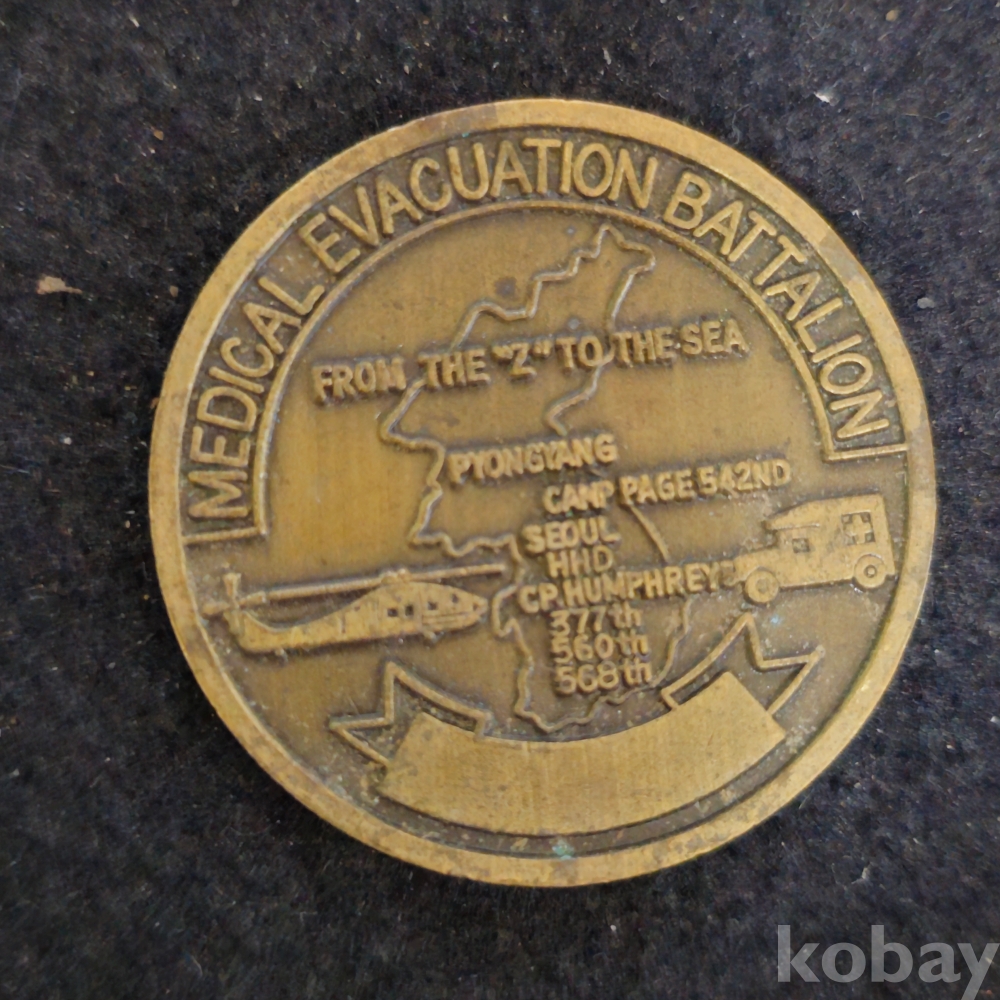 MEDICAL EVACUATION BATTALION
FROM THE "Z" TO THE SEA
PYONGYANG
CAMP PAGE 542ND
SEOUL
HHD
CP. HUMPHREYS
377th
560th
568th
kobay